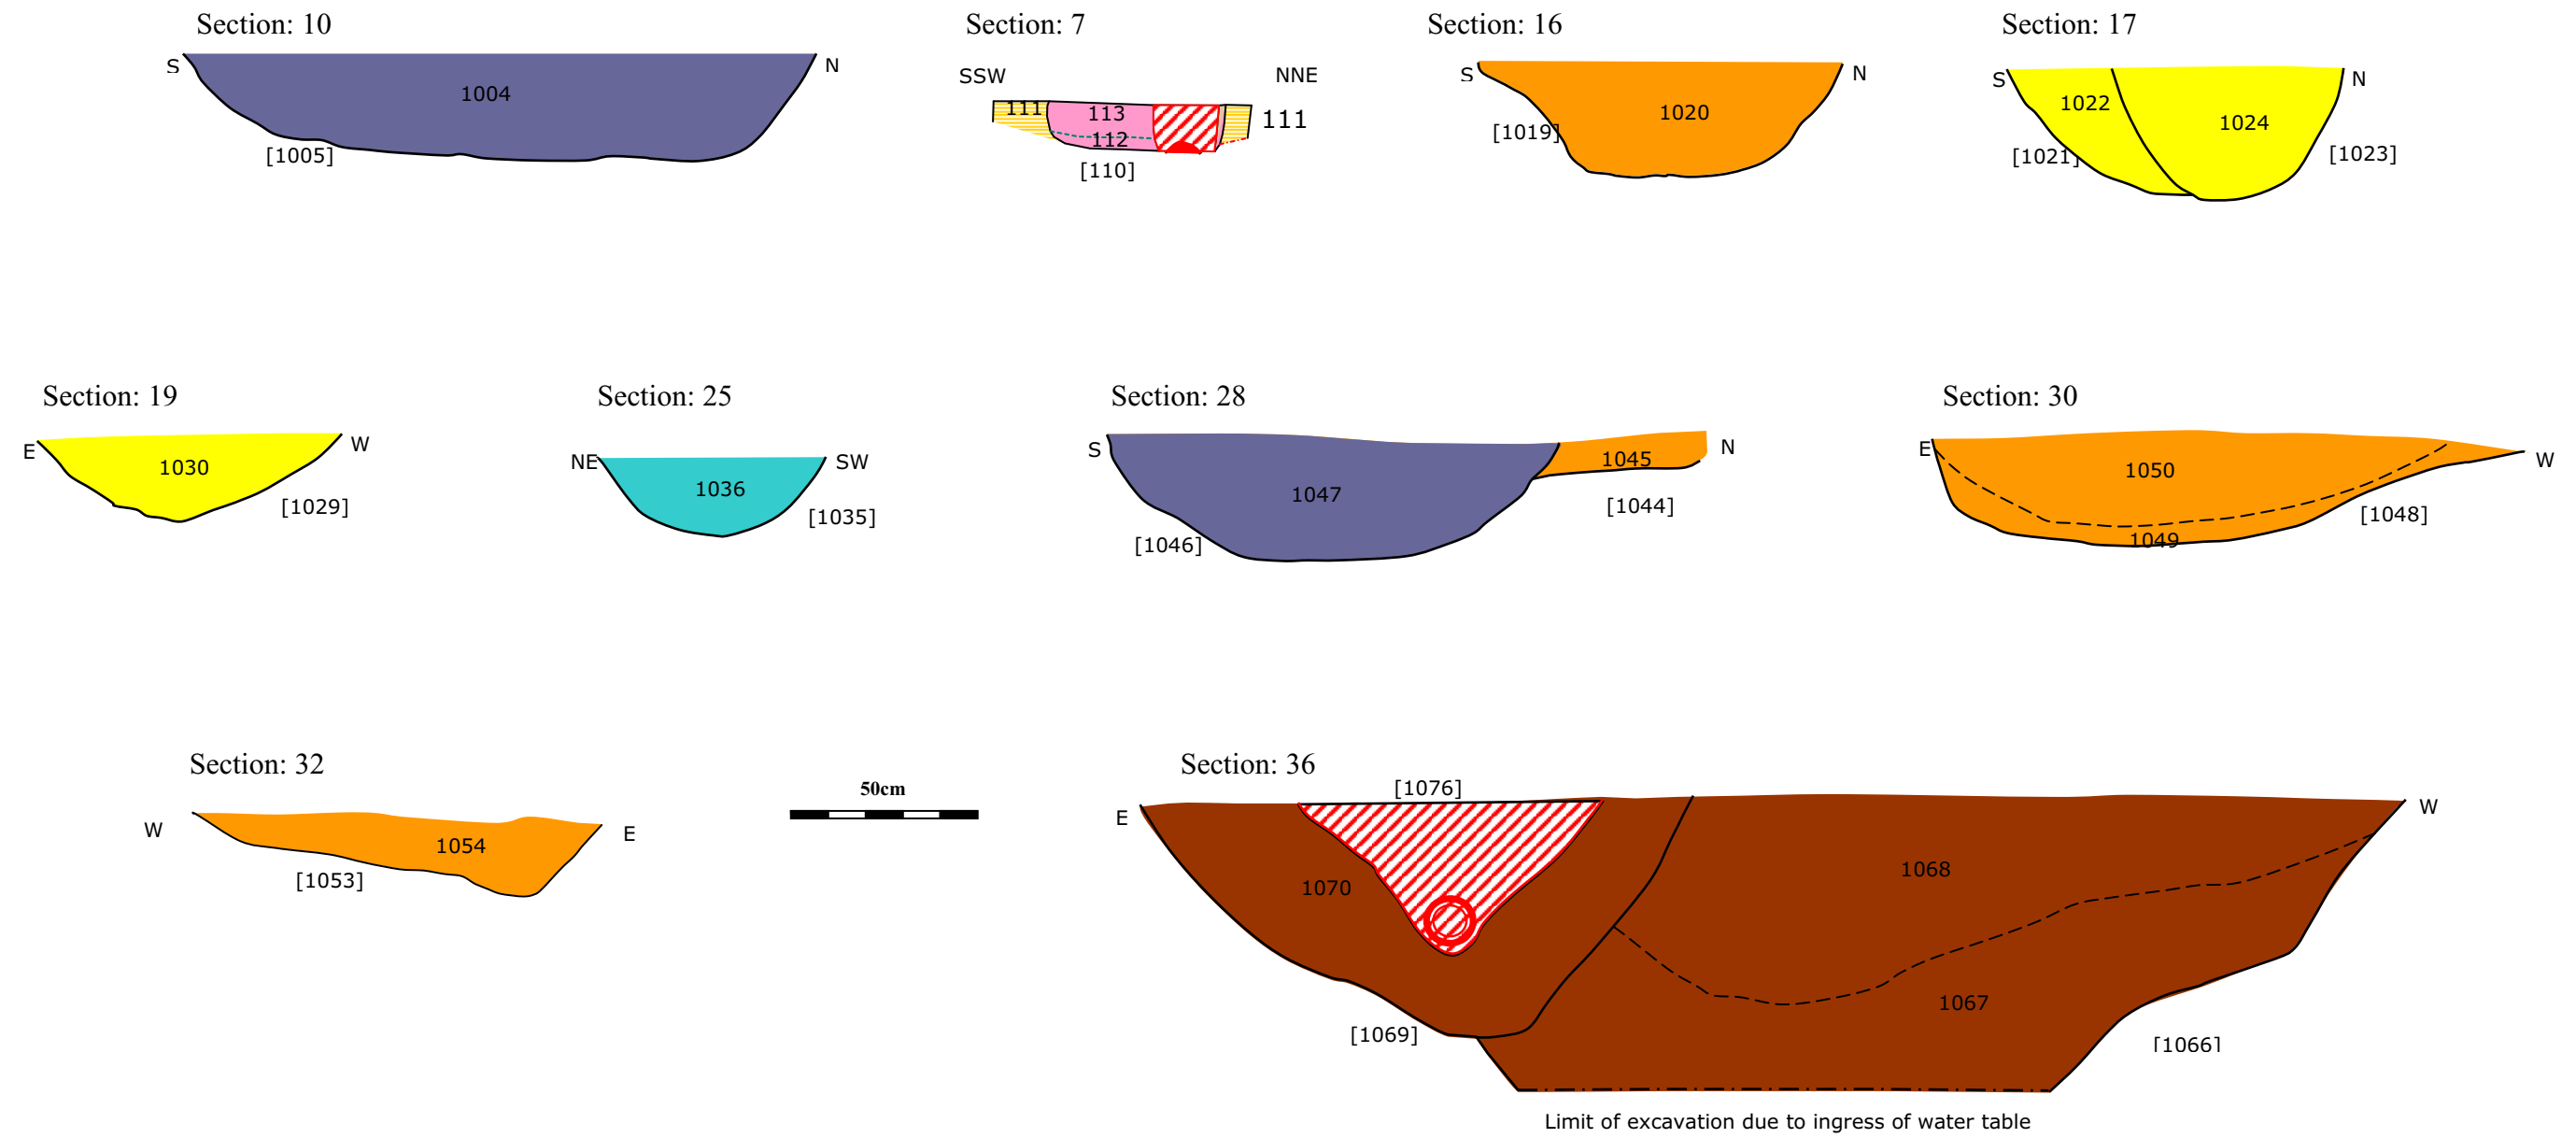 Section: 10
S
N
1004
[1005]
Section: 7
SSW
NNE
111
113
112
111
[110]
Section: 16
S
N
1020
[1019]
Section: 17
S
N
1022
1024
[1021]
[1023]
Section: 19
E
W
1030
[1029]
Section: 25
NE
SW
1036
[1035]
Section: 28
S
N
1045
1047
[1044]
[1046]
Section: 30
E
W
1050
[1048]
1049
Section: 32
W
E
1054
[1053]
50cm
Section: 36
[1076]
E
W
1070
1068
1067
[1069]
[1066]
Limit of excavation due to ingress of water table